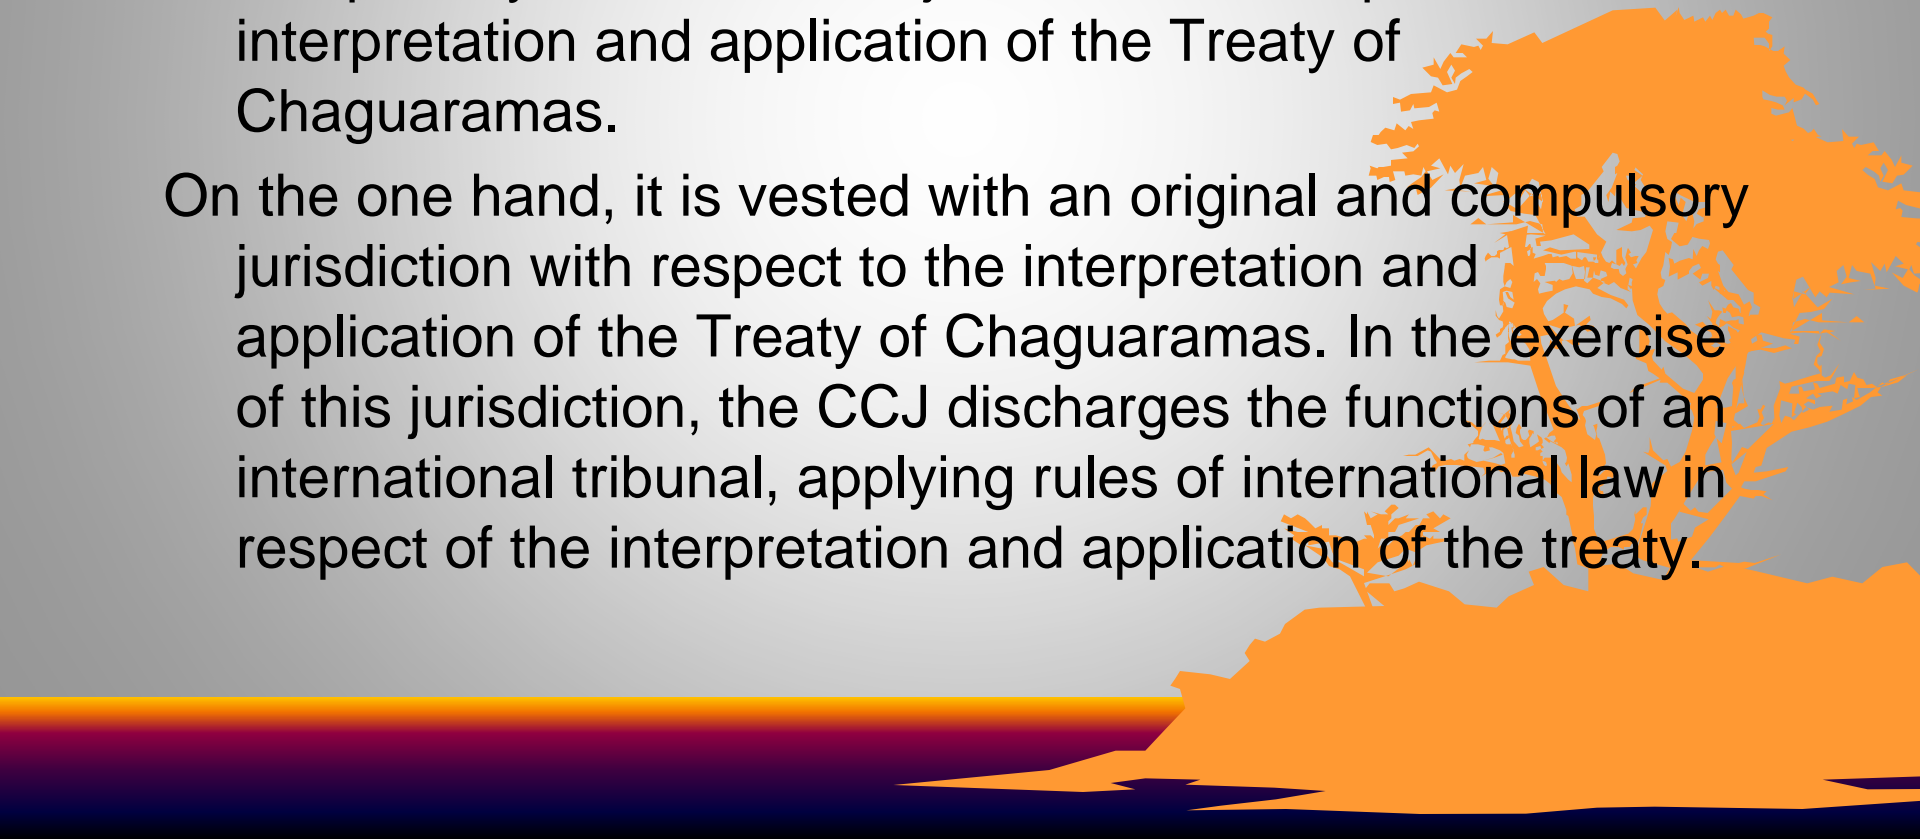 interpretation and application of the Treaty of
Chaguaramas.
On the one hand, it is vested with an original and compulsory
jurisdiction with respect to the interpretation and
application of the Treaty of Chaguaramas. In the exercise
of this jurisdiction, the CCJ discharges the functions of an
international tribunal, applying rules of international law in
respect of the interpretation and application of the treaty.